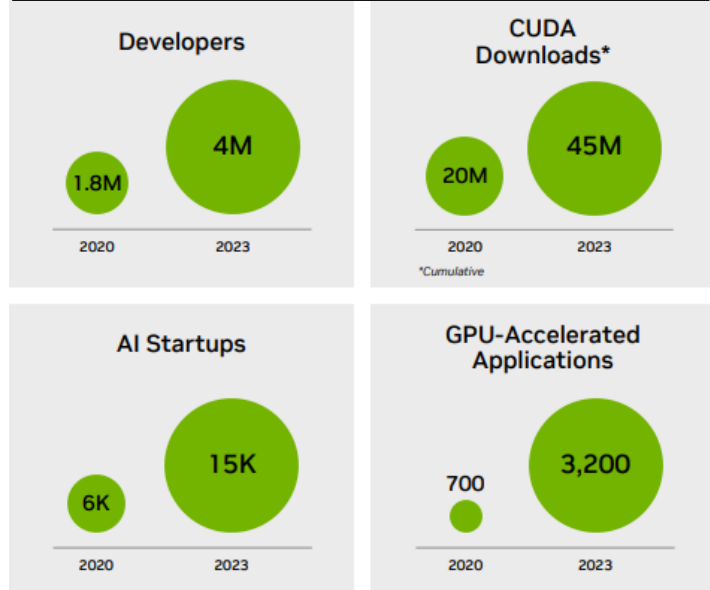 Developers
1.8M
4M
2020
2023
CUDA
Downloads*
20M
45M
2020
2023
*Cumulative
AI Startups
6K
15K
2020
2023
GPU-Accelerated
Applications
700
3,200
2020
2023